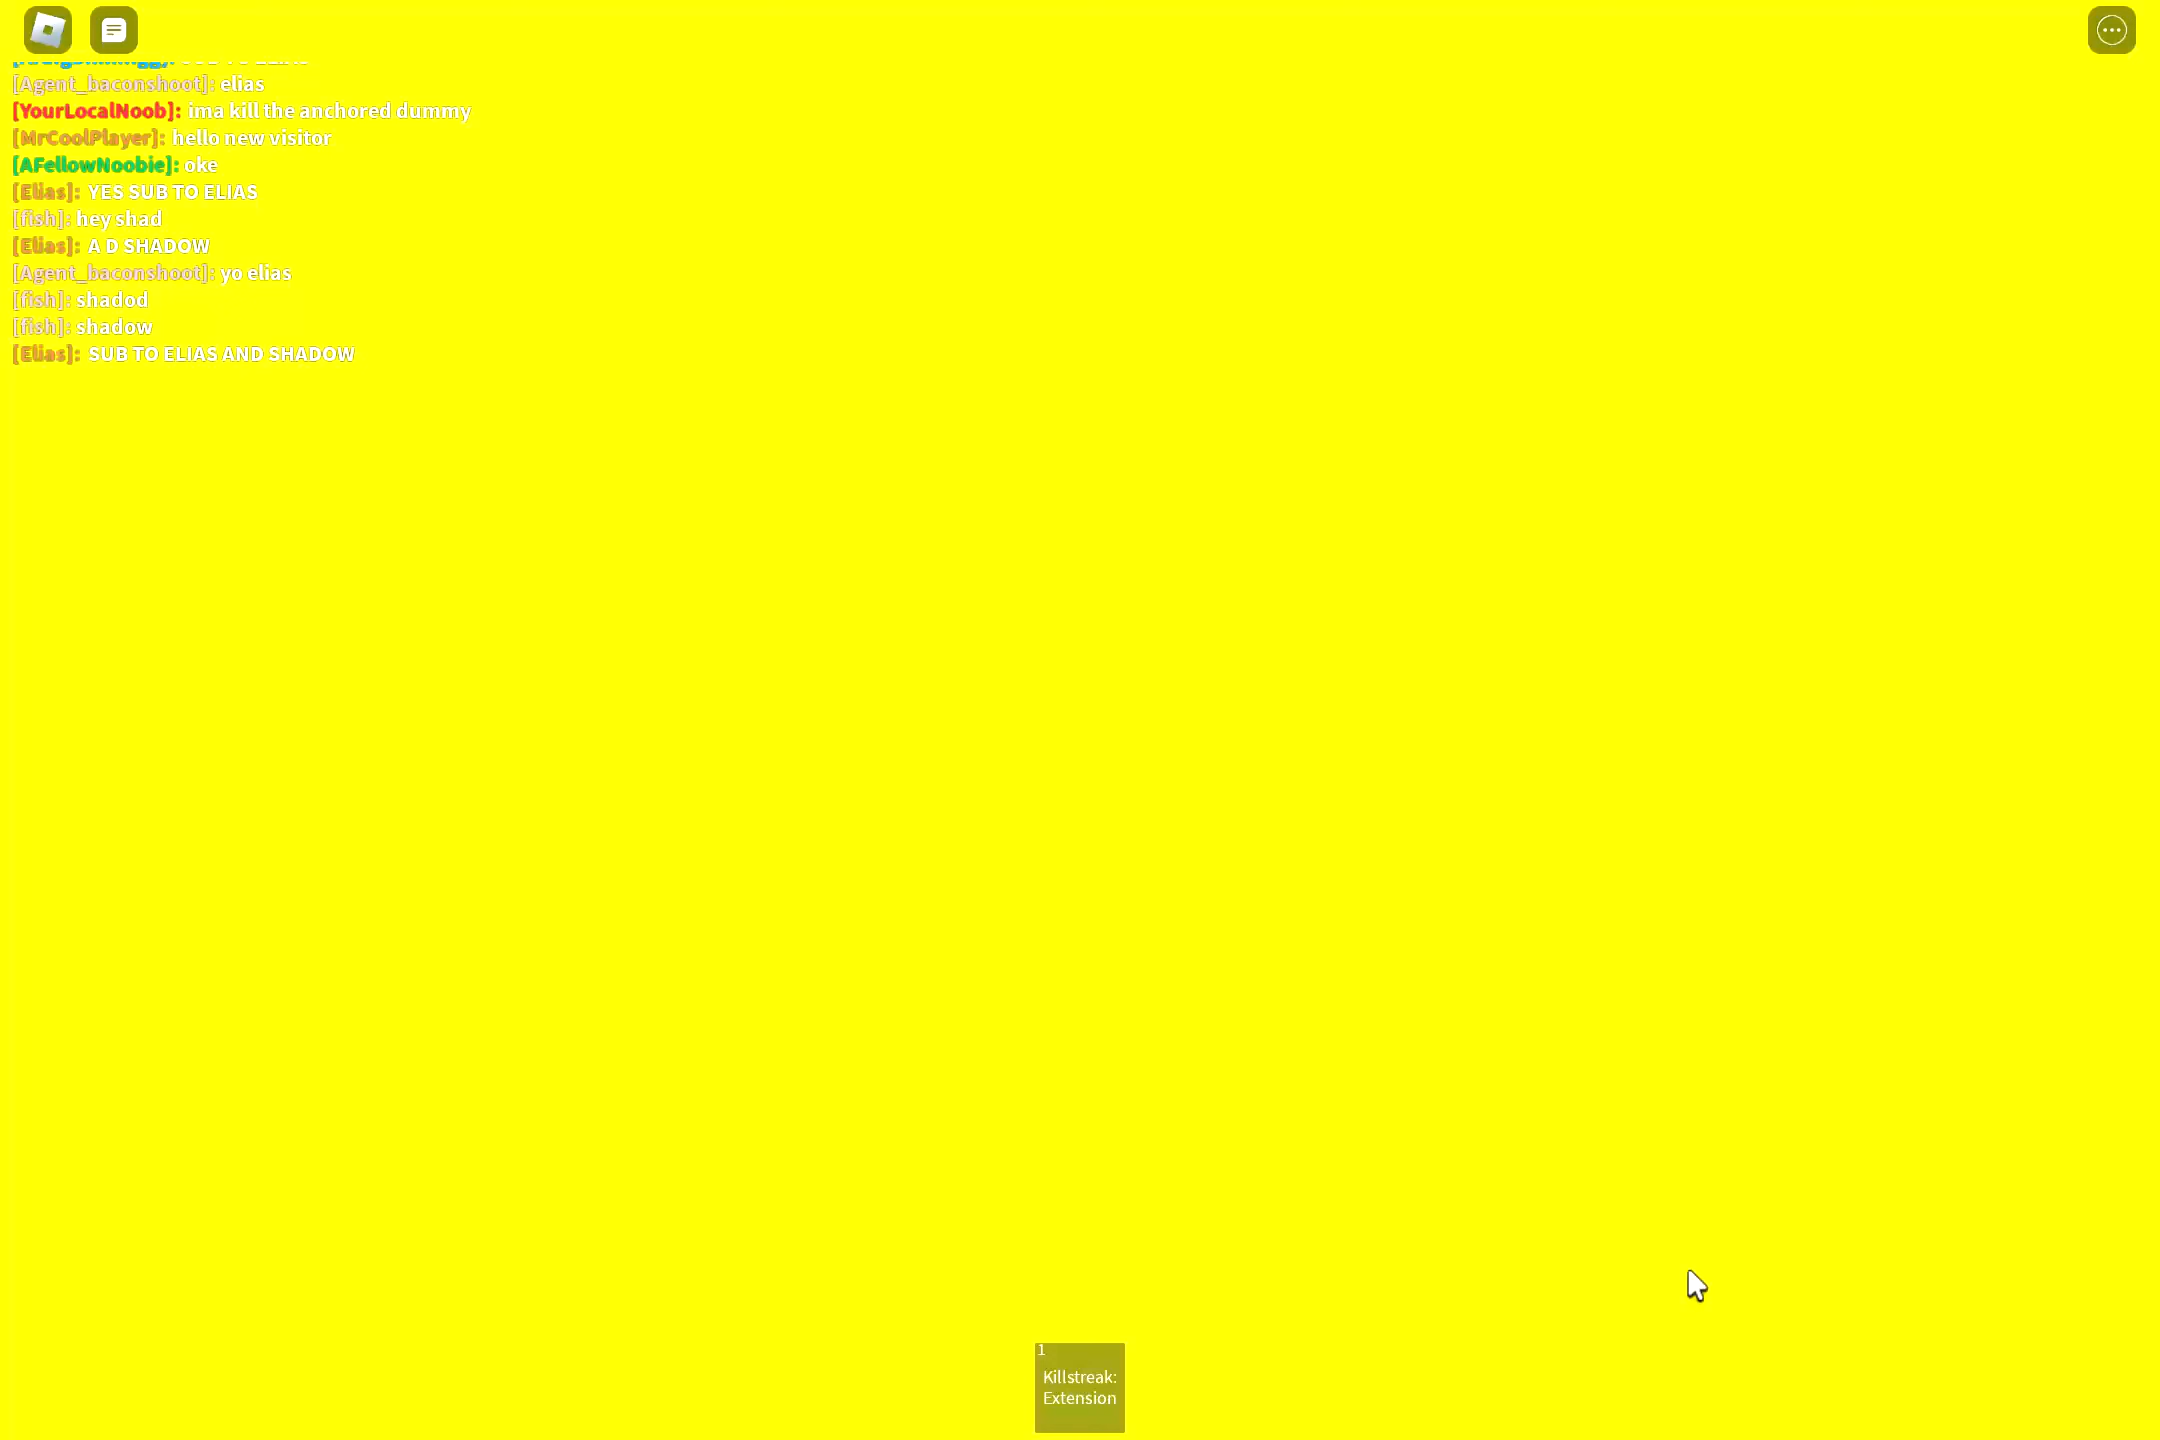 [Agent_baconshoot]: elias
[YourLocalNoob]: ima kill the anchored dummy
[MrCoolPlayer]: hello new visitor
[AFellowNoobie]: oke
[Elias]: YES SUB TO ELIAS
[fish]: hey shad
[Elias]: A D SHADOW
[Agent_baconshoot]: yo elias
[fish]: shadod
[fish]: shadow
[Elias]: SUB TO ELIAS AND SHADOW
1
Killstreak:
Extension